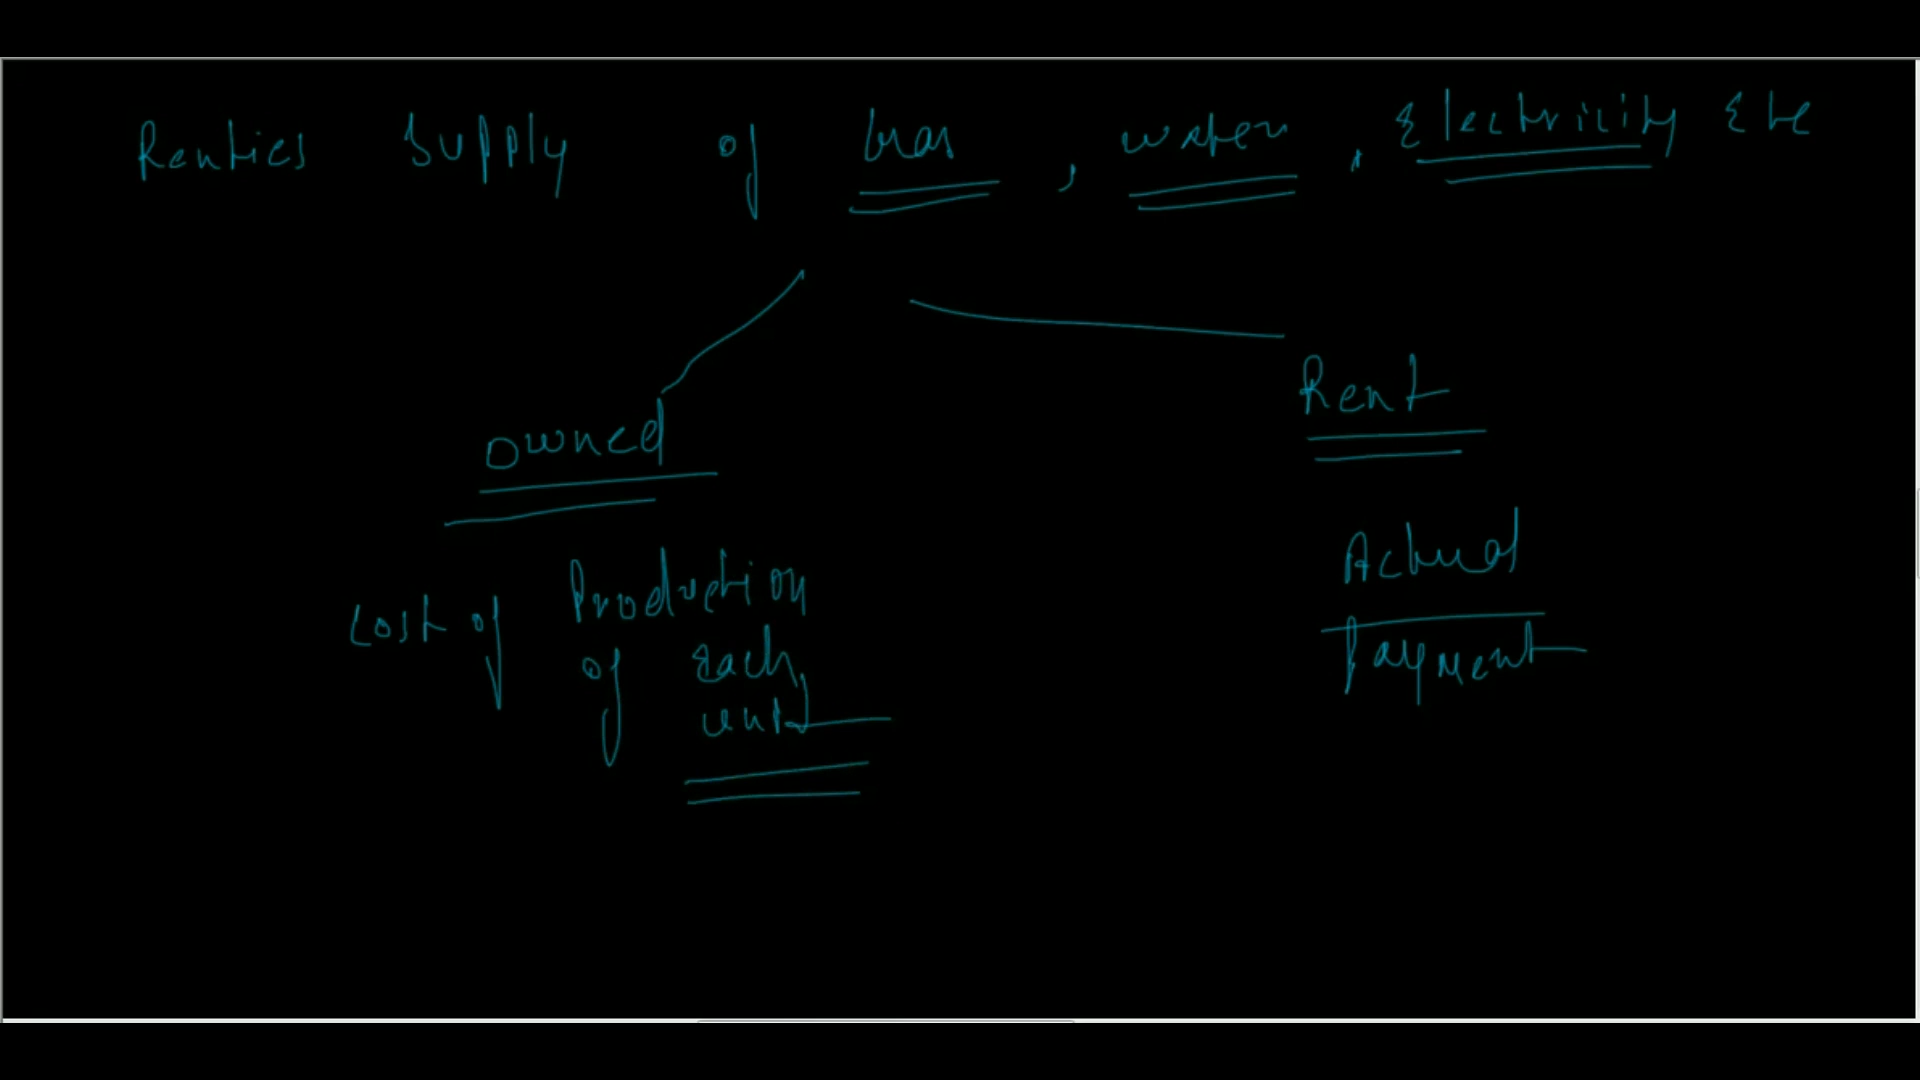 Renties Supply of Gas, water, Electricity Etc
owned
Rent
Cost of Production
of Each
unit
Actual
Payment